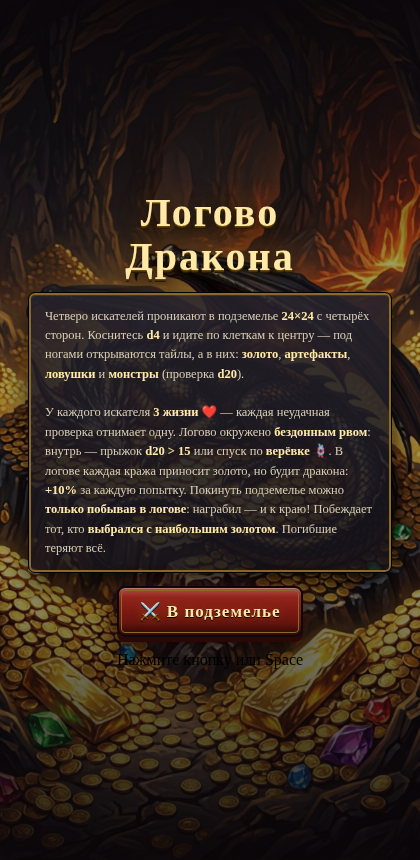 Логово
Дракона
Четверо искателей проникают в подземелье 24×24 с четырёх
сторон. Коснитесь d4 и идите по клеткам к центру — под
ногами открываются тайлы, а в них: золото, артефакты,
ловушки и монстры (проверка d20).
У каждого искателя 3 жизни ❤️ — каждая неудачная
проверка отнимает одну. Логово окружено бездонным рвом:
внутрь — прыжок d20 > 15 или спуск по верёвке 🪢. В
логове каждая кража приносит золото, но будит дракона:
+10% за каждую попытку. Покинуть подземелье можно
только побывав в логове: награбил — и к краю! Побеждает
тот, кто выбрался с наибольшим золотом. Погибшие
теряют всё.
⚔️ В подземелье
Нажмите кнопку или Space